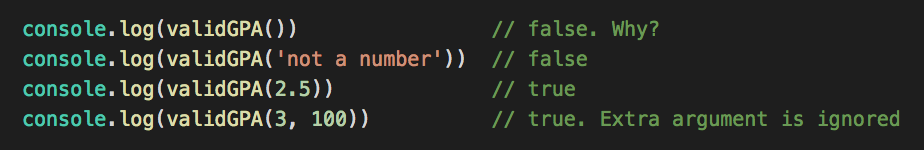 console.log(validGPA()) // false. Why?
console.log(validGPA('not a number')) // false
console.log(validGPA(2.5)) // true
console.log(validGPA(3, 100)) // true. Extra argument is ignored